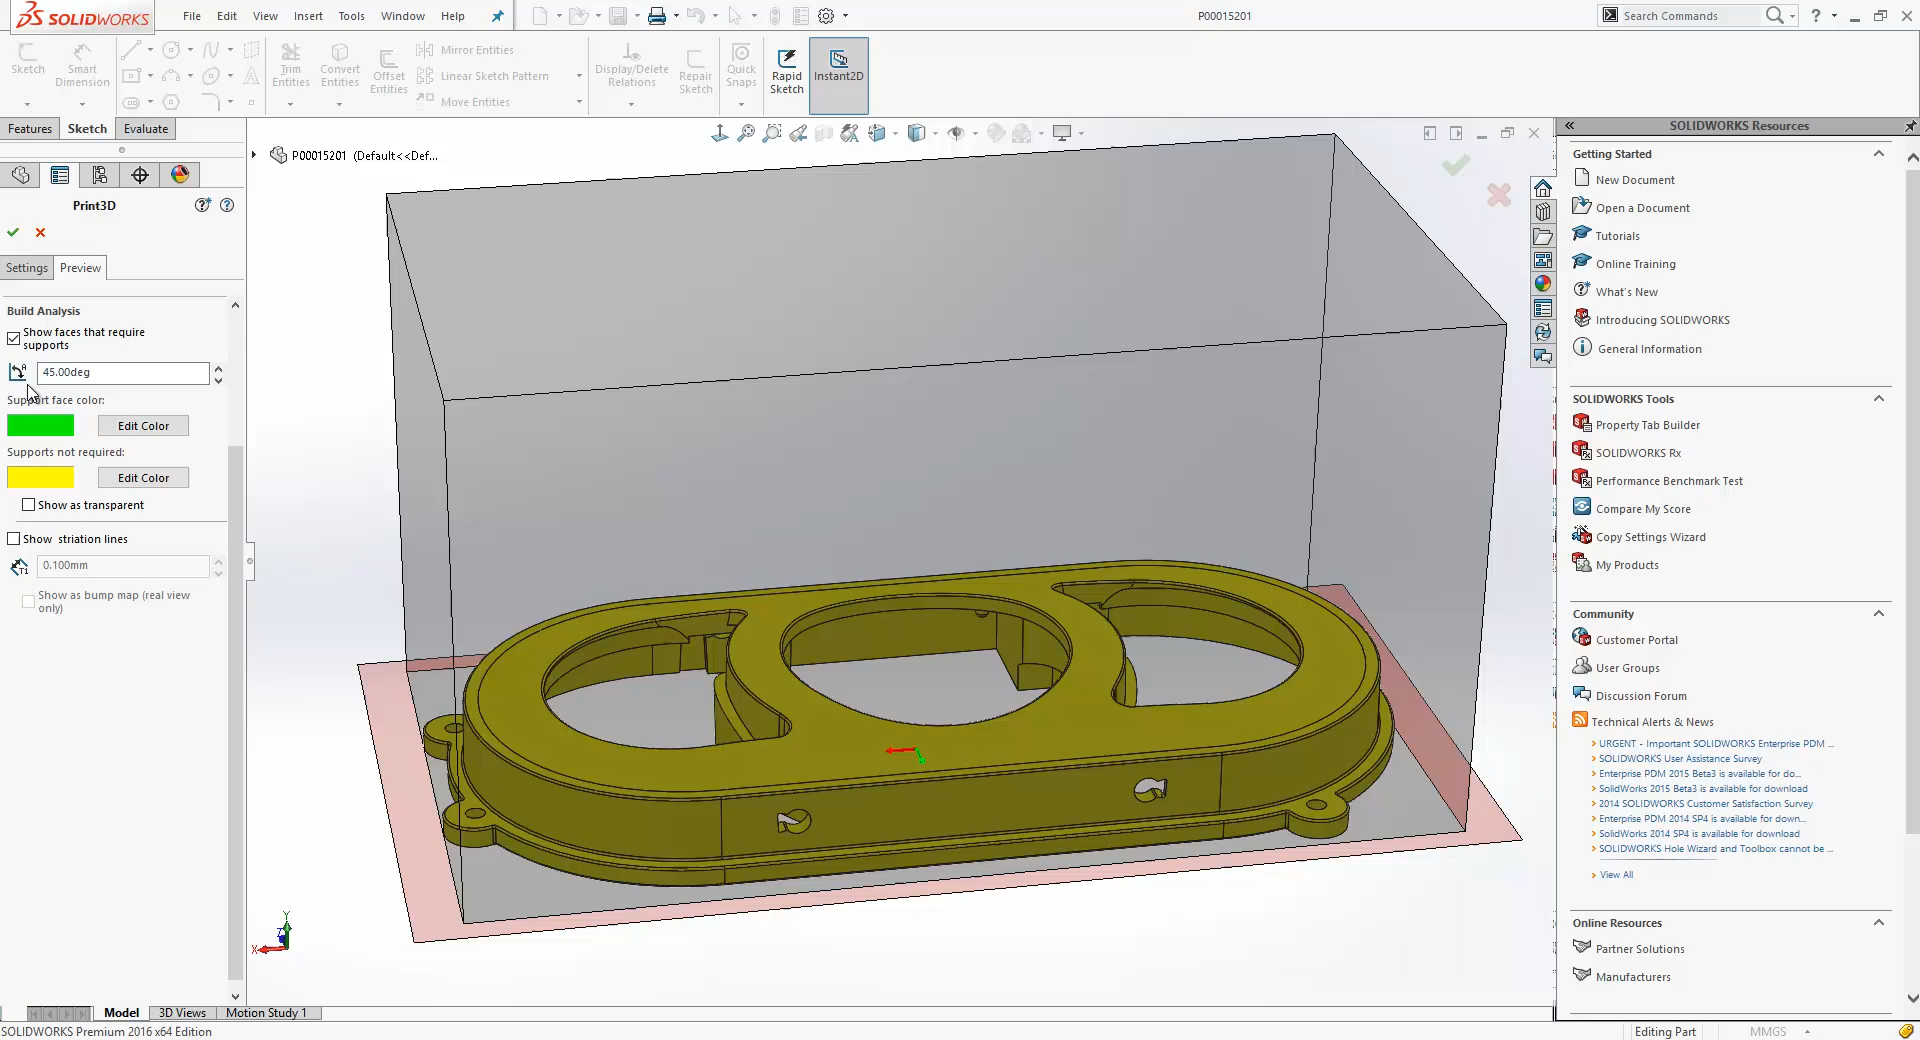 SOLIDWORKS
File Edit View Insert Tools Window Help
P00015201
Search Commands
Sketch
Smart Dimension
Trim Entities
Convert Entities
Offset Entities
Mirror Entities
Linear Sketch Pattern
Move Entities
Display/Delete Relations
Repair Sketch
Quick Snaps
Rapid Sketch
Instant2D
Features Sketch Evaluate
P00015201 (Default<<Def...
Print3D
Settings Preview
Build Analysis
Show faces that require
supports
45.00deg
Support face color:
Edit Color
Supports not required:
Edit Color
Show as transparent
Show striation lines
0.100mm
Show as bump map (real view
only)
Y
Z
X
SOLIDWORKS Resources
Getting Started
New Document
Open a Document
Tutorials
Online Training
What's New
Introducing SOLIDWORKS
General Information
SOLIDWORKS Tools
Property Tab Builder
SOLIDWORKS Rx
Performance Benchmark Test
Compare My Score
Copy Settings Wizard
My Products
Community
Customer Portal
User Groups
Discussion Forum
Technical Alerts & News
URGENT - Important SOLIDWORKS Enterprise PDM ...
SOLIDWORKS User Assistance Survey
Enterprise PDM 2015 Beta3 is available for do...
SolidWorks 2015 Beta3 is available for download
2014 SOLIDWORKS Customer Satisfaction Survey
Enterprise PDM 2014 SP4 is available for down...
SolidWorks 2014 SP4 is available for download
SOLIDWORKS Hole Wizard and Toolbox cannot be ...
View All
Online Resources
Partner Solutions
Manufacturers
Model 3D Views Motion Study 1
SOLIDWORKS Premium 2016 x64 Edition
Editing Part
MMGS